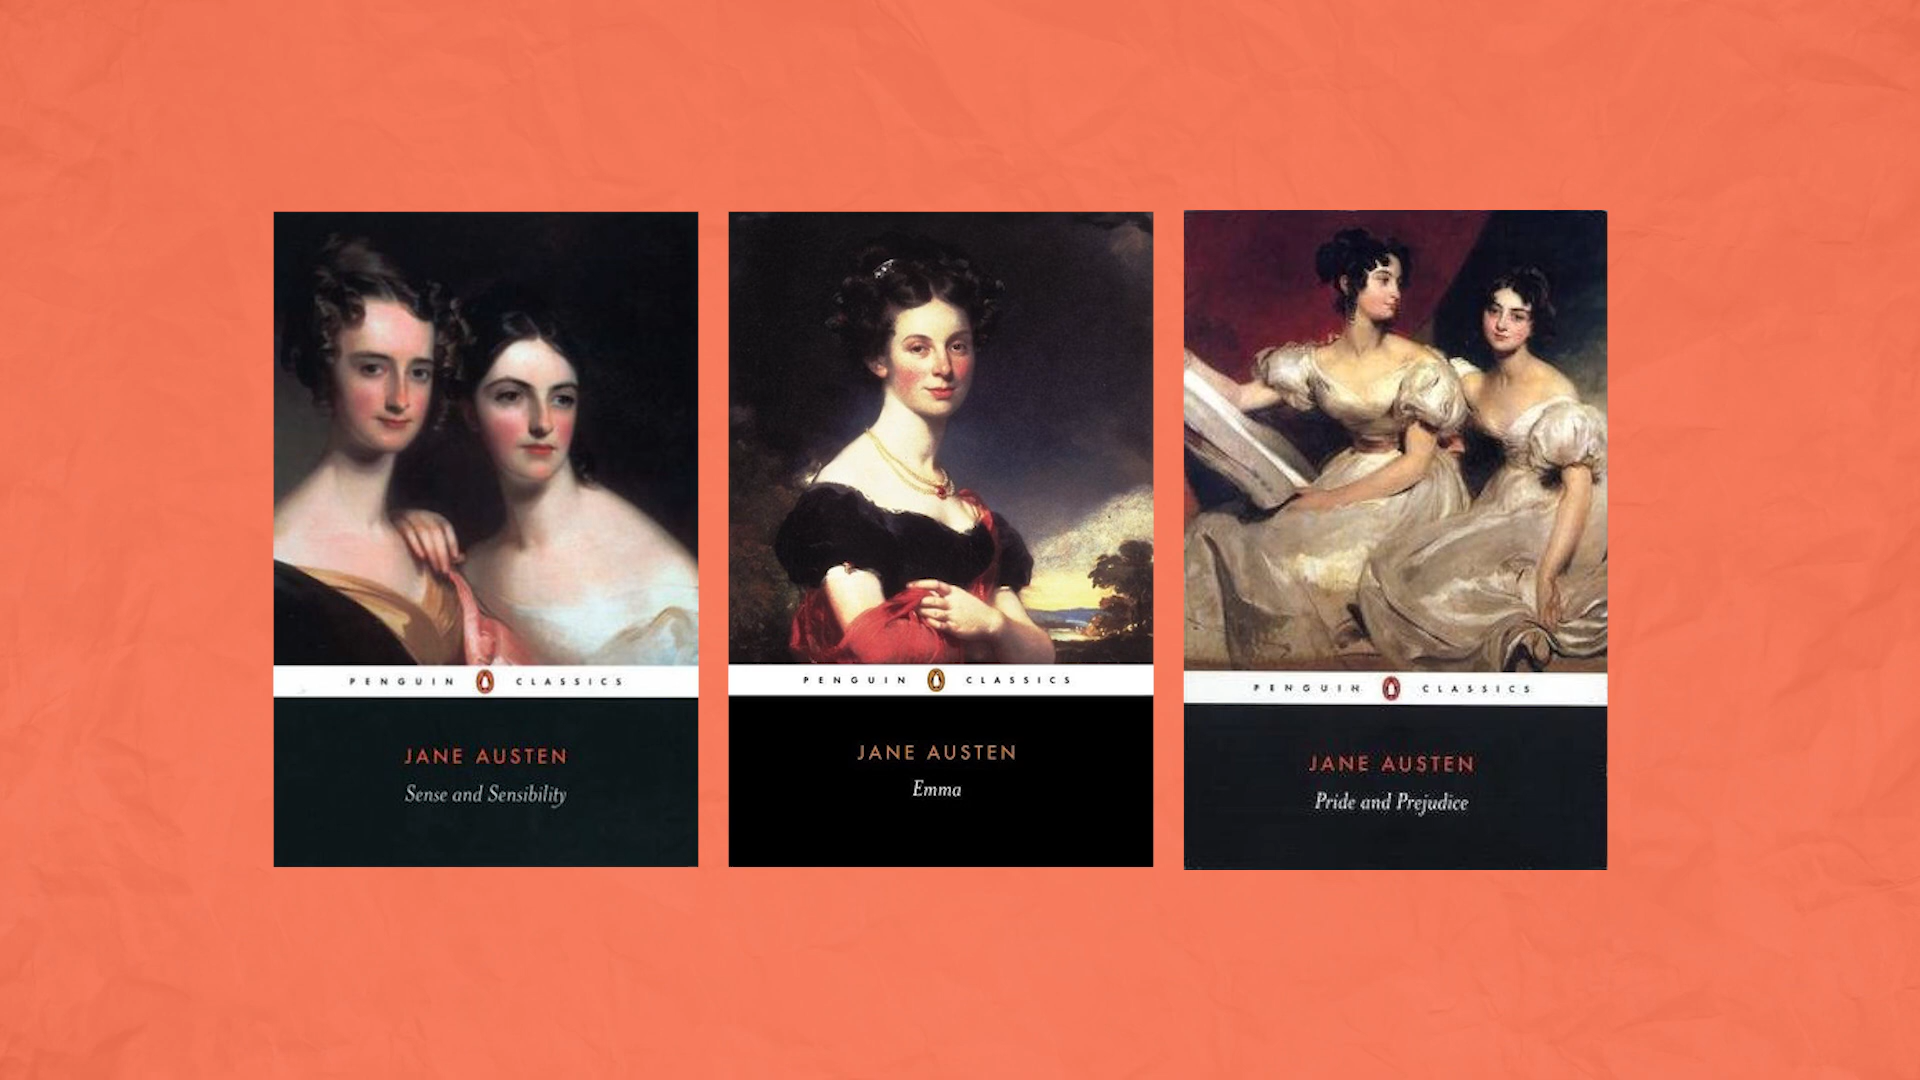 PENGUIN CLASSICS
JANE AUSTEN
Sense and Sensibility
PENGUIN CLASSICS
JANE AUSTEN
Emma
PENGUIN CLASSICS
JANE AUSTEN
Pride and Prejudice